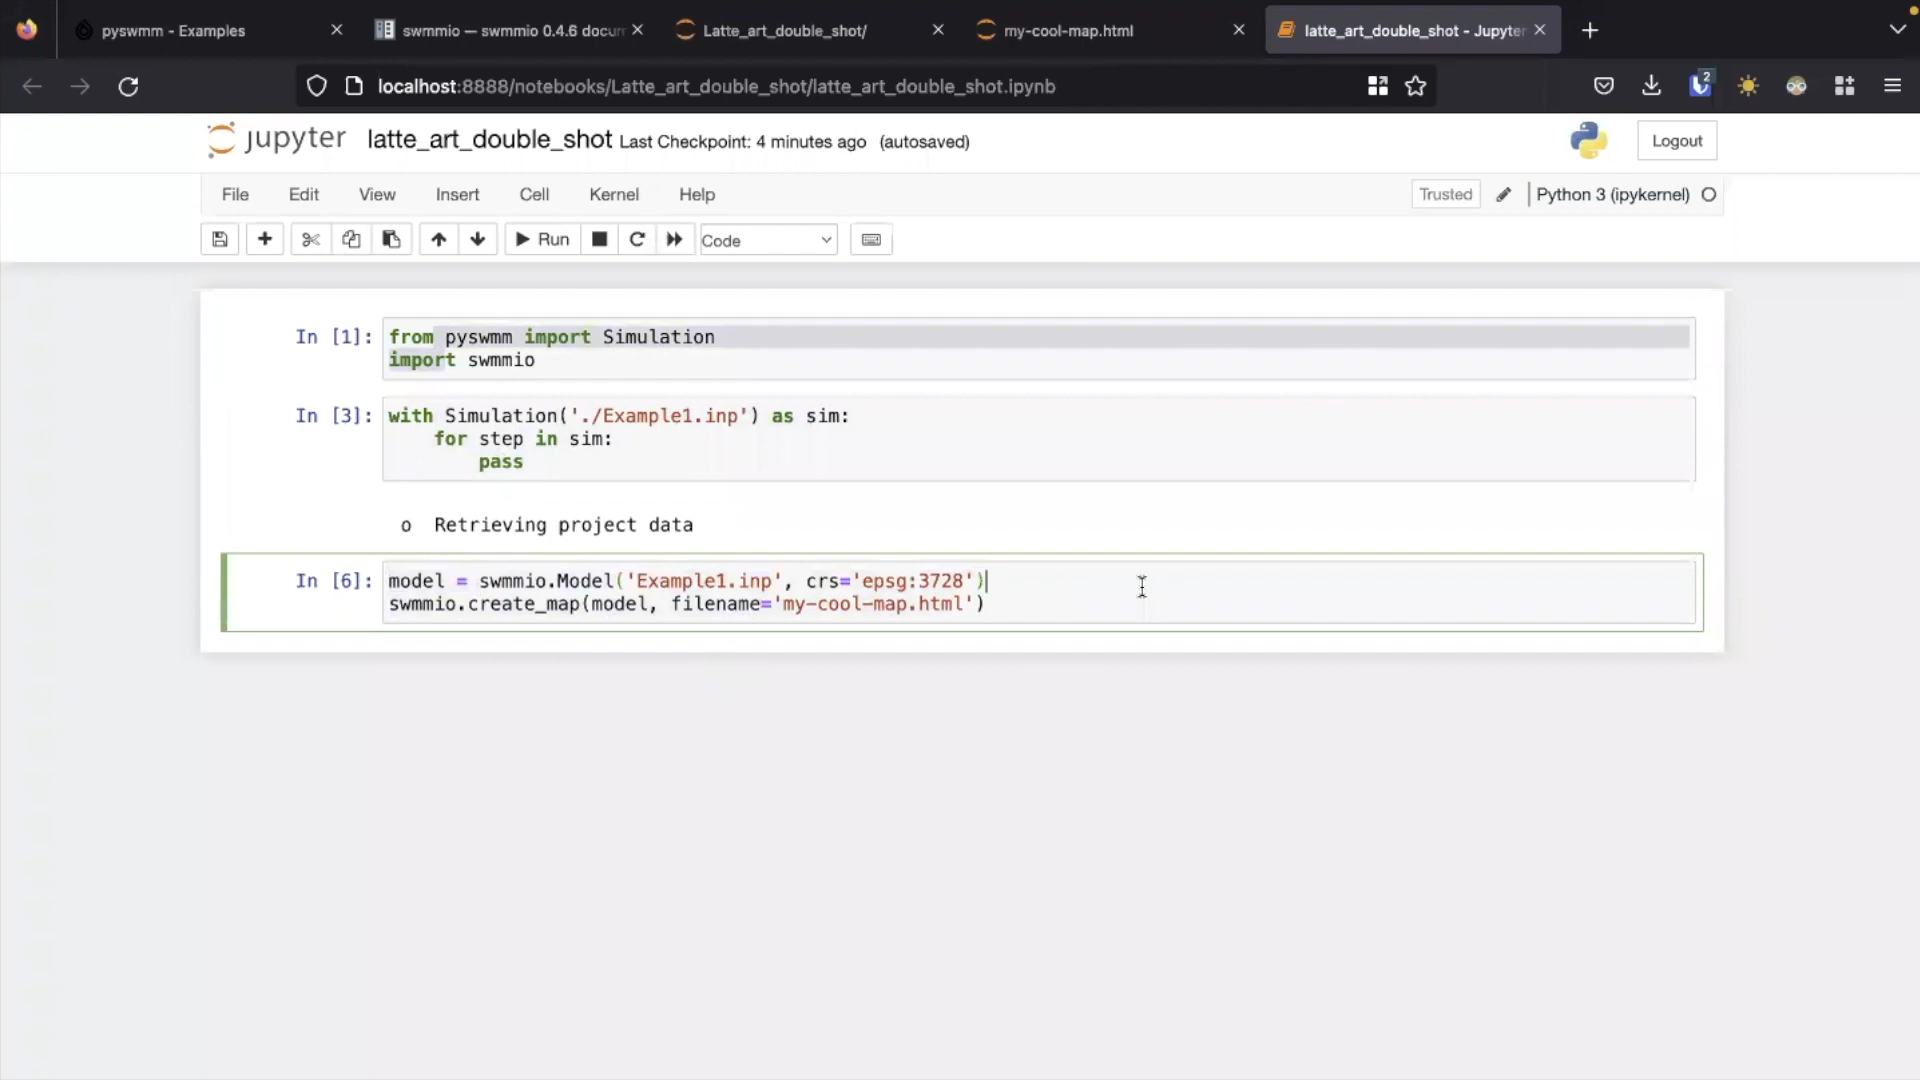 pyswmm - Examples
swmmio — swmmio 0.4.6 docum
Latte_art_double_shot/
my-cool-map.html
latte_art_double_shot - Jupyter
localhost:8888/notebooks/Latte_art_double_shot/latte_art_double_shot.ipynb
2
jupyter latte_art_double_shot Last Checkpoint: 4 minutes ago (autosaved)
Logout
File Edit View Insert Cell Kernel Help
Trusted
Python 3 (ipykernel)
Run
Code
In [1]: from pyswmm import Simulation
import swmmio
In [3]: with Simulation('./Example1.inp') as sim:
for step in sim:
pass
o Retrieving project data
In [6]: model = swmmio.Model('Example1.inp', crs='epsg:3728')
swmmio.create_map(model, filename='my-cool-map.html')